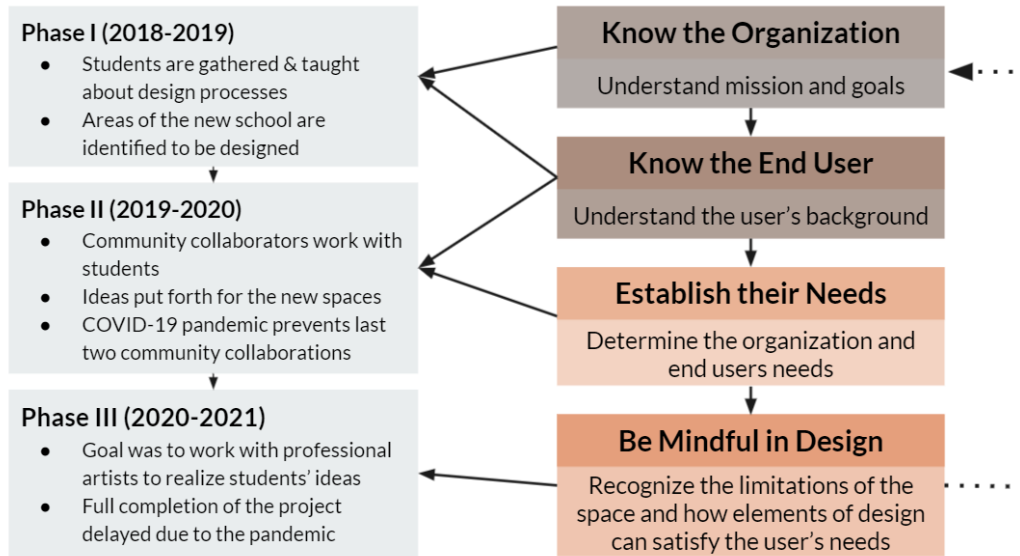 Phase I (2018-2019)
● Students are gathered & taught
about design processes
● Areas of the new school are
identified to be designed
Phase II (2019-2020)
● Community collaborators work with
students
● Ideas put forth for the new spaces
● COVID-19 pandemic prevents last
two community collaborations
Phase III (2020-2021)
● Goal was to work with professional
artists to realize students’ ideas
● Full completion of the project
delayed due to the pandemic
Know the Organization
Understand mission and goals
Know the End User
Understand the user’s background
Establish their Needs
Determine the organization and
end users needs
Be Mindful in Design
Recognize the limitations of the
space and how elements of design
can satisfy the user’s needs